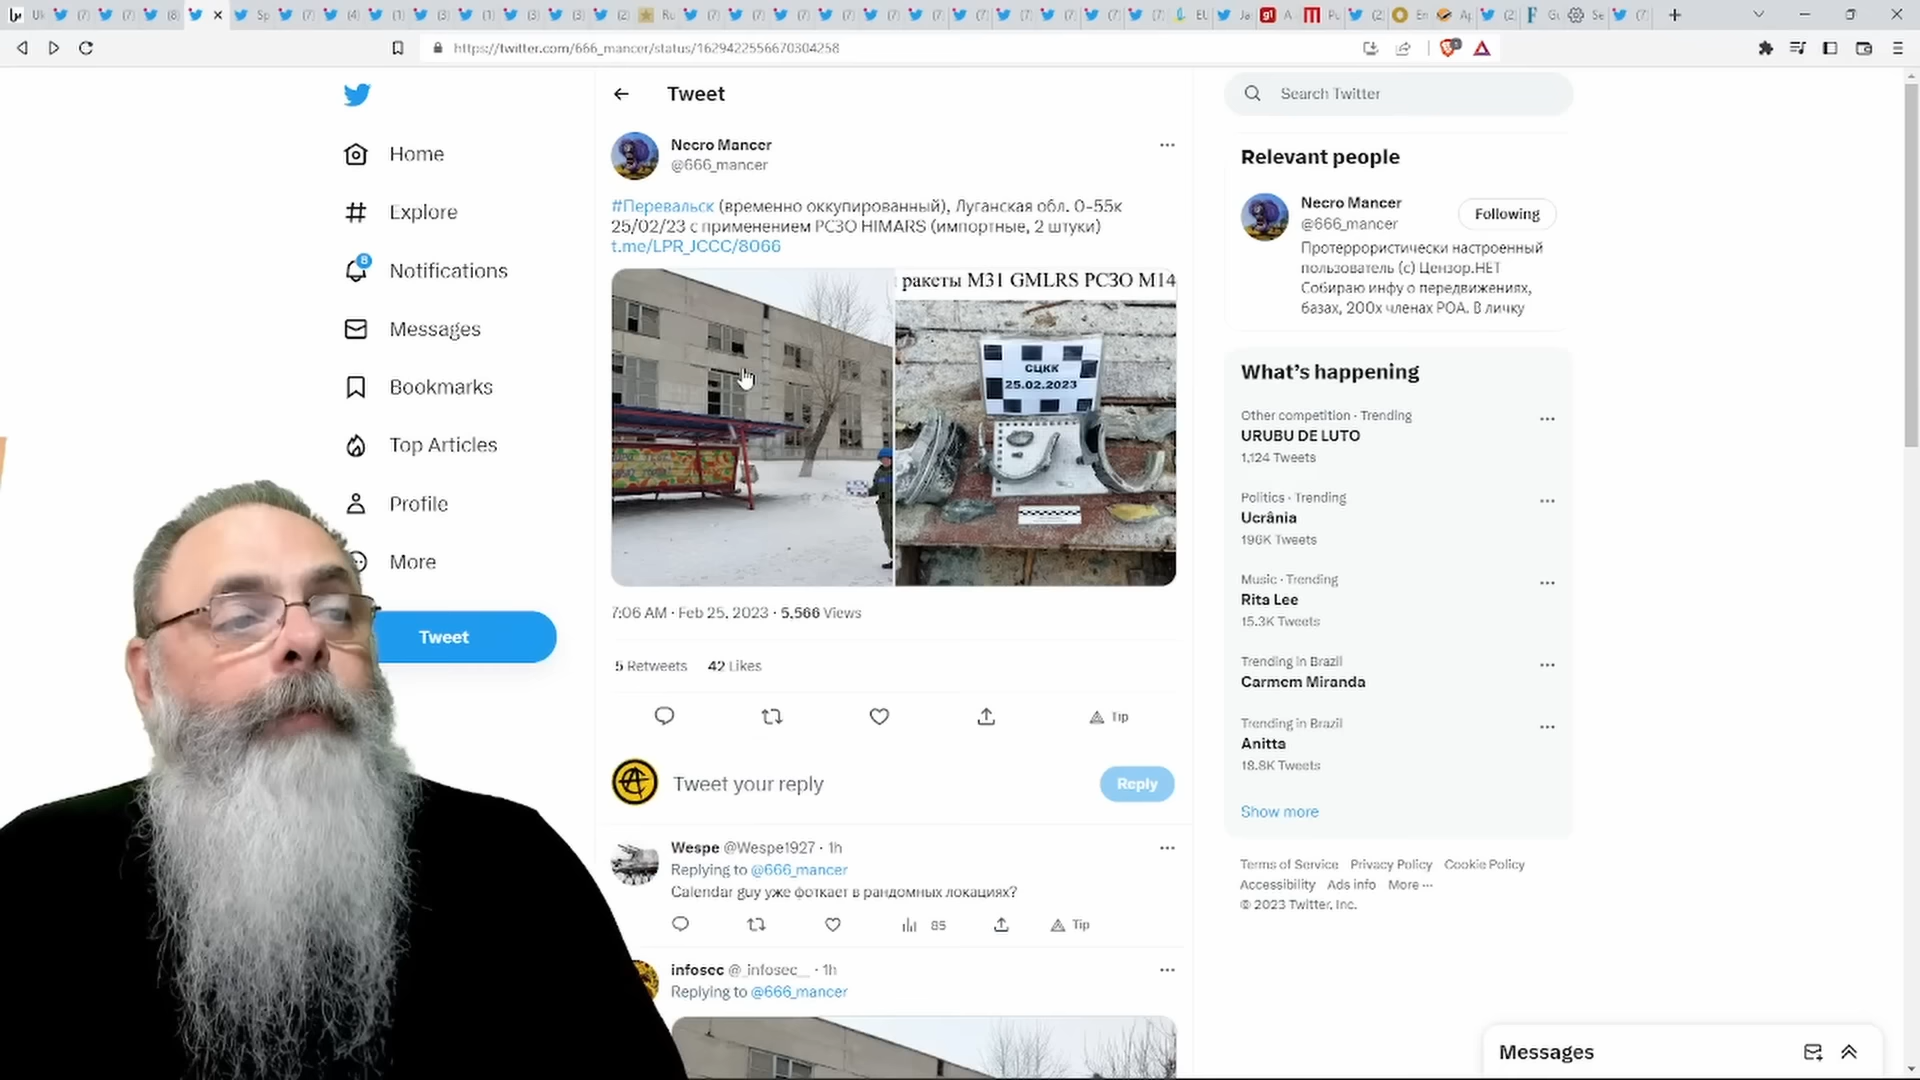 https://twitter.com/666_mancer/status/1629422556670304258
Home
Explore
8
Notifications
Messages
Bookmarks
Top Articles
Profile
More
Tweet
Tweet
Necro Mancer
@666_mancer
#Перевальск (временно оккупированный), Луганская обл. 0-55к
25/02/23 с применением РСЗО HIMARS (импортные, 2 штуки)
t.me/LPR_JCCC/8066
ракеты М31 GMLRS РСЗО М14
СЦКК
25.02.2023
7:06 AM · Feb 25, 2023 · 5,566 Views
5 Retweets 42 Likes
Tip
Tweet your reply
Reply
Wespe @Wespe1927 · 1h
Replying to @666_mancer
Calendar guy уже фоткает в рандомных локациях?
85
Tip
infosec @_infosec__ · 1h
Replying to @666_mancer
Search Twitter
Relevant people
Necro Mancer
@666_mancer
Following
Протеррористически настроенный
пользователь (с) Цензор.НЕТ
Собираю инфу о передвижениях,
базах, 200х членах РОА. В личку
What's happening
Other competition · Trending
URUBU DE LUTO
1,124 Tweets
Politics · Trending
Ucrânia
196K Tweets
Music · Trending
Rita Lee
15.3K Tweets
Trending in Brazil
Carmem Miranda
Trending in Brazil
Anitta
18.8K Tweets
Show more
Terms of Service Privacy Policy Cookie Policy
Accessibility Ads info More ···
© 2023 Twitter, Inc.
Messages